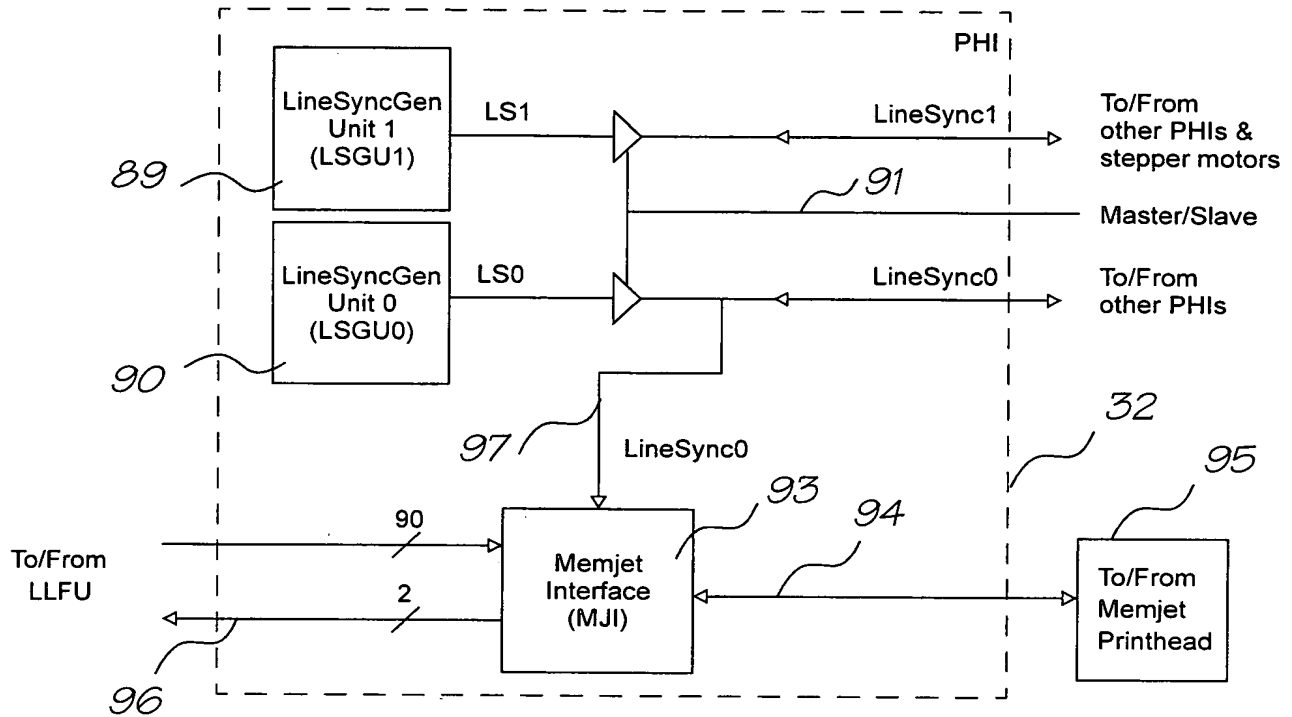 PHI
LineSyncGen
Unit 1
(LSGU1)
LS1
LineSync1
To/From
other PHIs &
stepper motors
89
91
Master/Slave
LineSyncGen
Unit 0
(LSGU0)
LS0
LineSync0
To/From
other PHIs
90
97
LineSync0
32
95
93
94
90
To/From
LLFU
2
Memjet
Interface
(MJI)
To/From
Memjet
Printhead
96